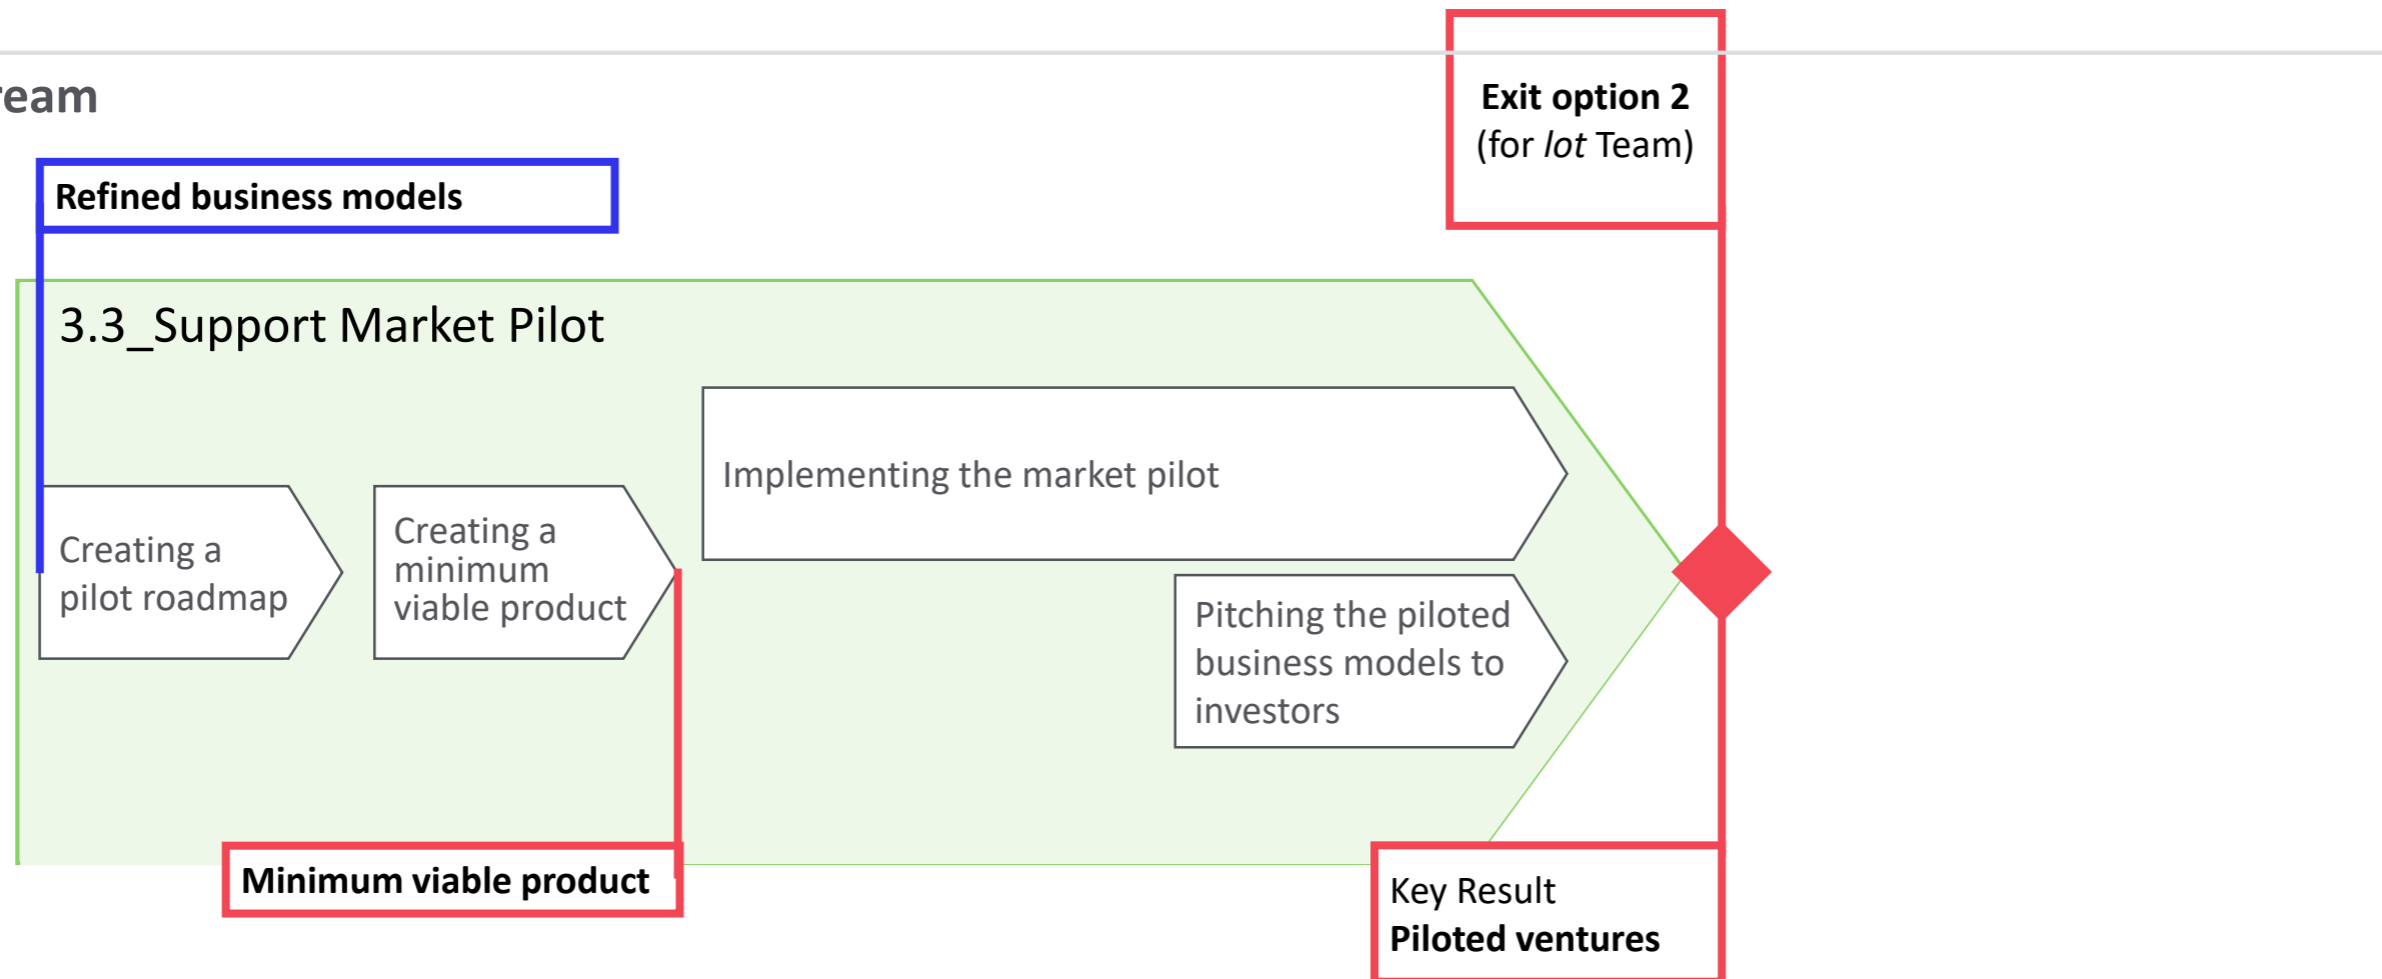 ream
Exit option 2
(for lot Team)
Refined business models
3.3_Support Market Pilot
Implementing the market pilot
Creating a
pilot roadmap
Creating a
minimum
viable product
Pitching the piloted
business models to
investors
Minimum viable product
Key Result
Piloted ventures